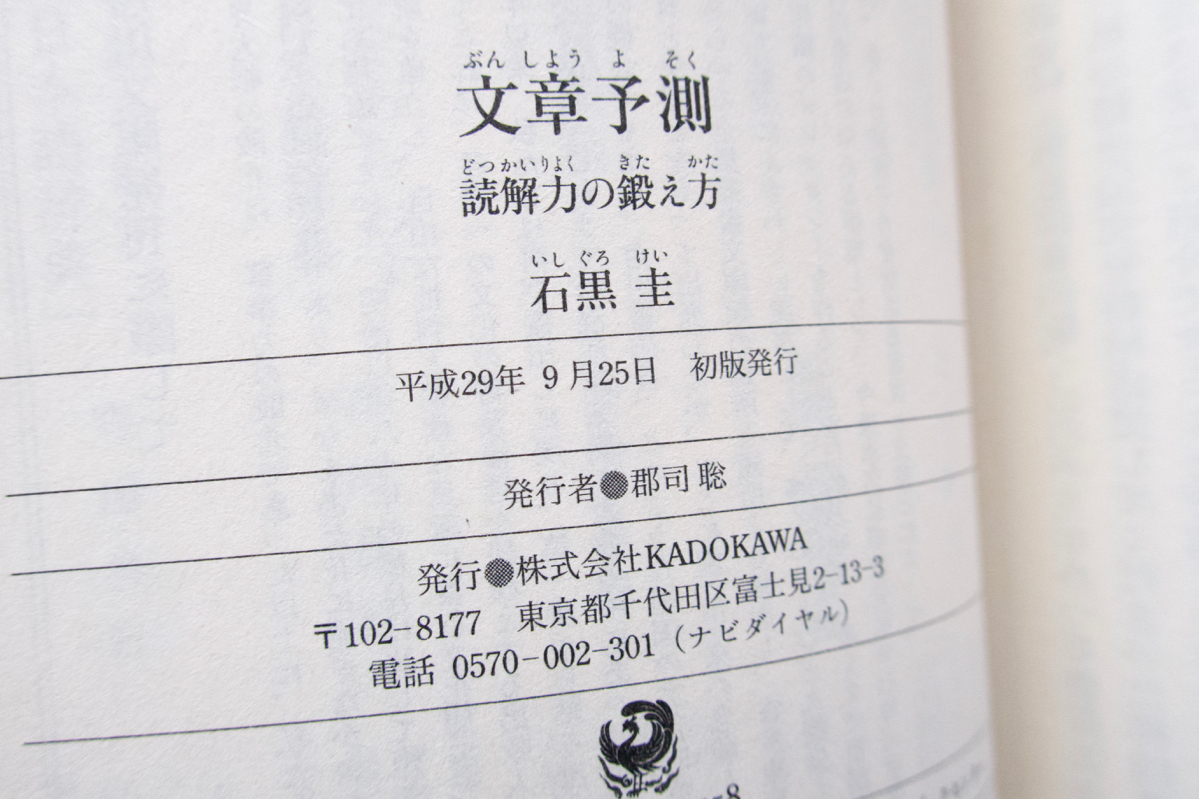 ぶん しよう よ そく
文章予測
どつかいりよく きた かた
読解力の鍛え方
いし ぐろ けい
石黒 圭
平成29年 9月25日 初版発行
発行者●郡司 聡
発行●株式会社KADOKAWA
〒102-8177 東京都千代田区富士見2-13-3
電話 0570-002-301(ナビダイヤル)